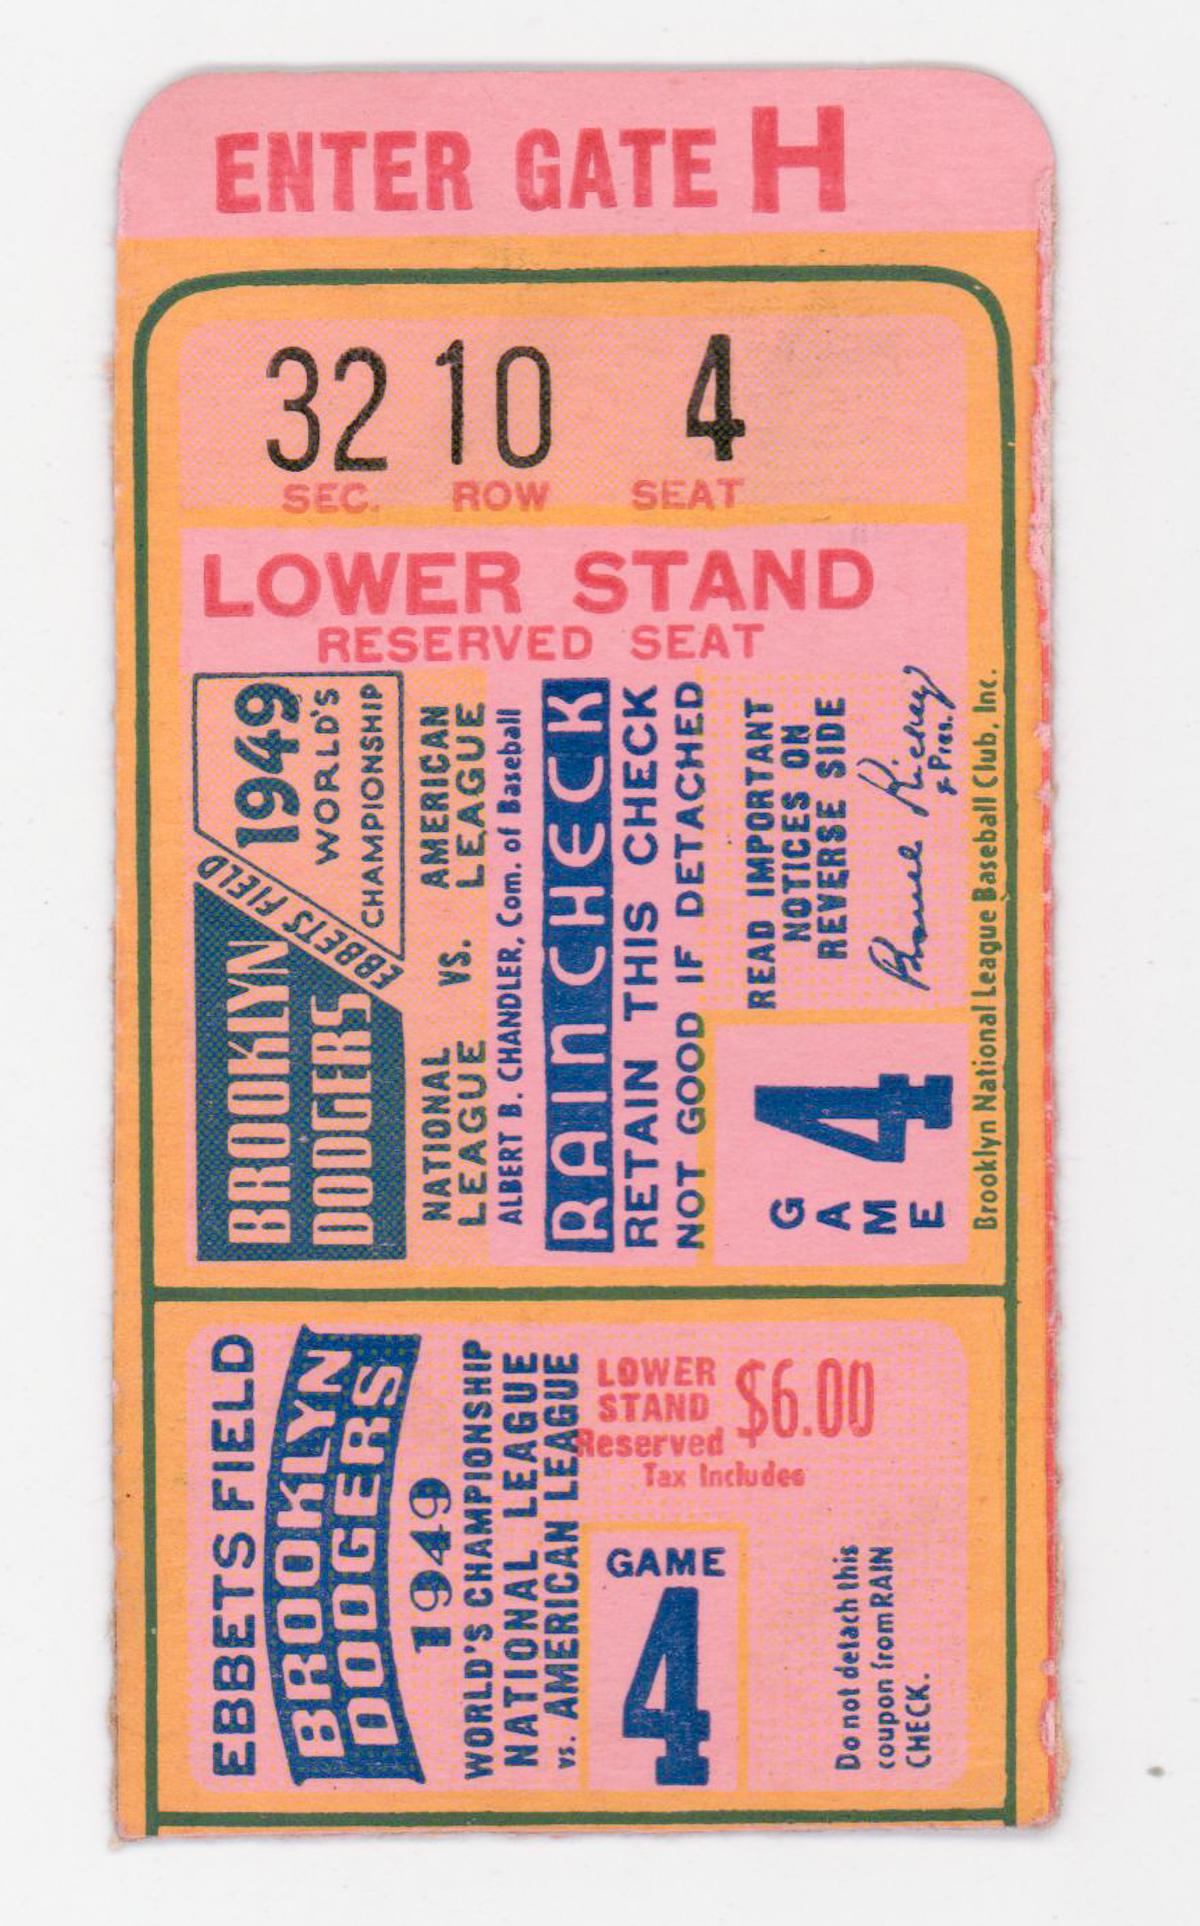 ENTER GATE H
32 10 4
SEC. ROW SEAT
LOWER STAND
RESERVED SEAT
BROOKLYN
DODGERS
EBBETS FIELD
1949
WORLD'S
CHAMPIONSHIP
NATIONAL LEAGUE VS. AMERICAN LEAGUE
ALBERT B. CHANDLER, Com. of Baseball
RAIN CHECK
RETAIN THIS CHECK
NOT GOOD IF DETACHED
GAME 4
READ IMPORTANT
NOTICES ON
REVERSE SIDE
Branch Rickey
Pres.
Brooklyn National League Baseball Club, Inc.
EBBETS FIELD
BROOKLYN
DODGERS
1949
WORLD'S CHAMPIONSHIP
NATIONAL LEAGUE
vs. AMERICAN LEAGUE
LOWER
STAND
Reserved
$6.00
Tax Includes
GAME
4
Do not detach this
coupon from RAIN
CHECK.